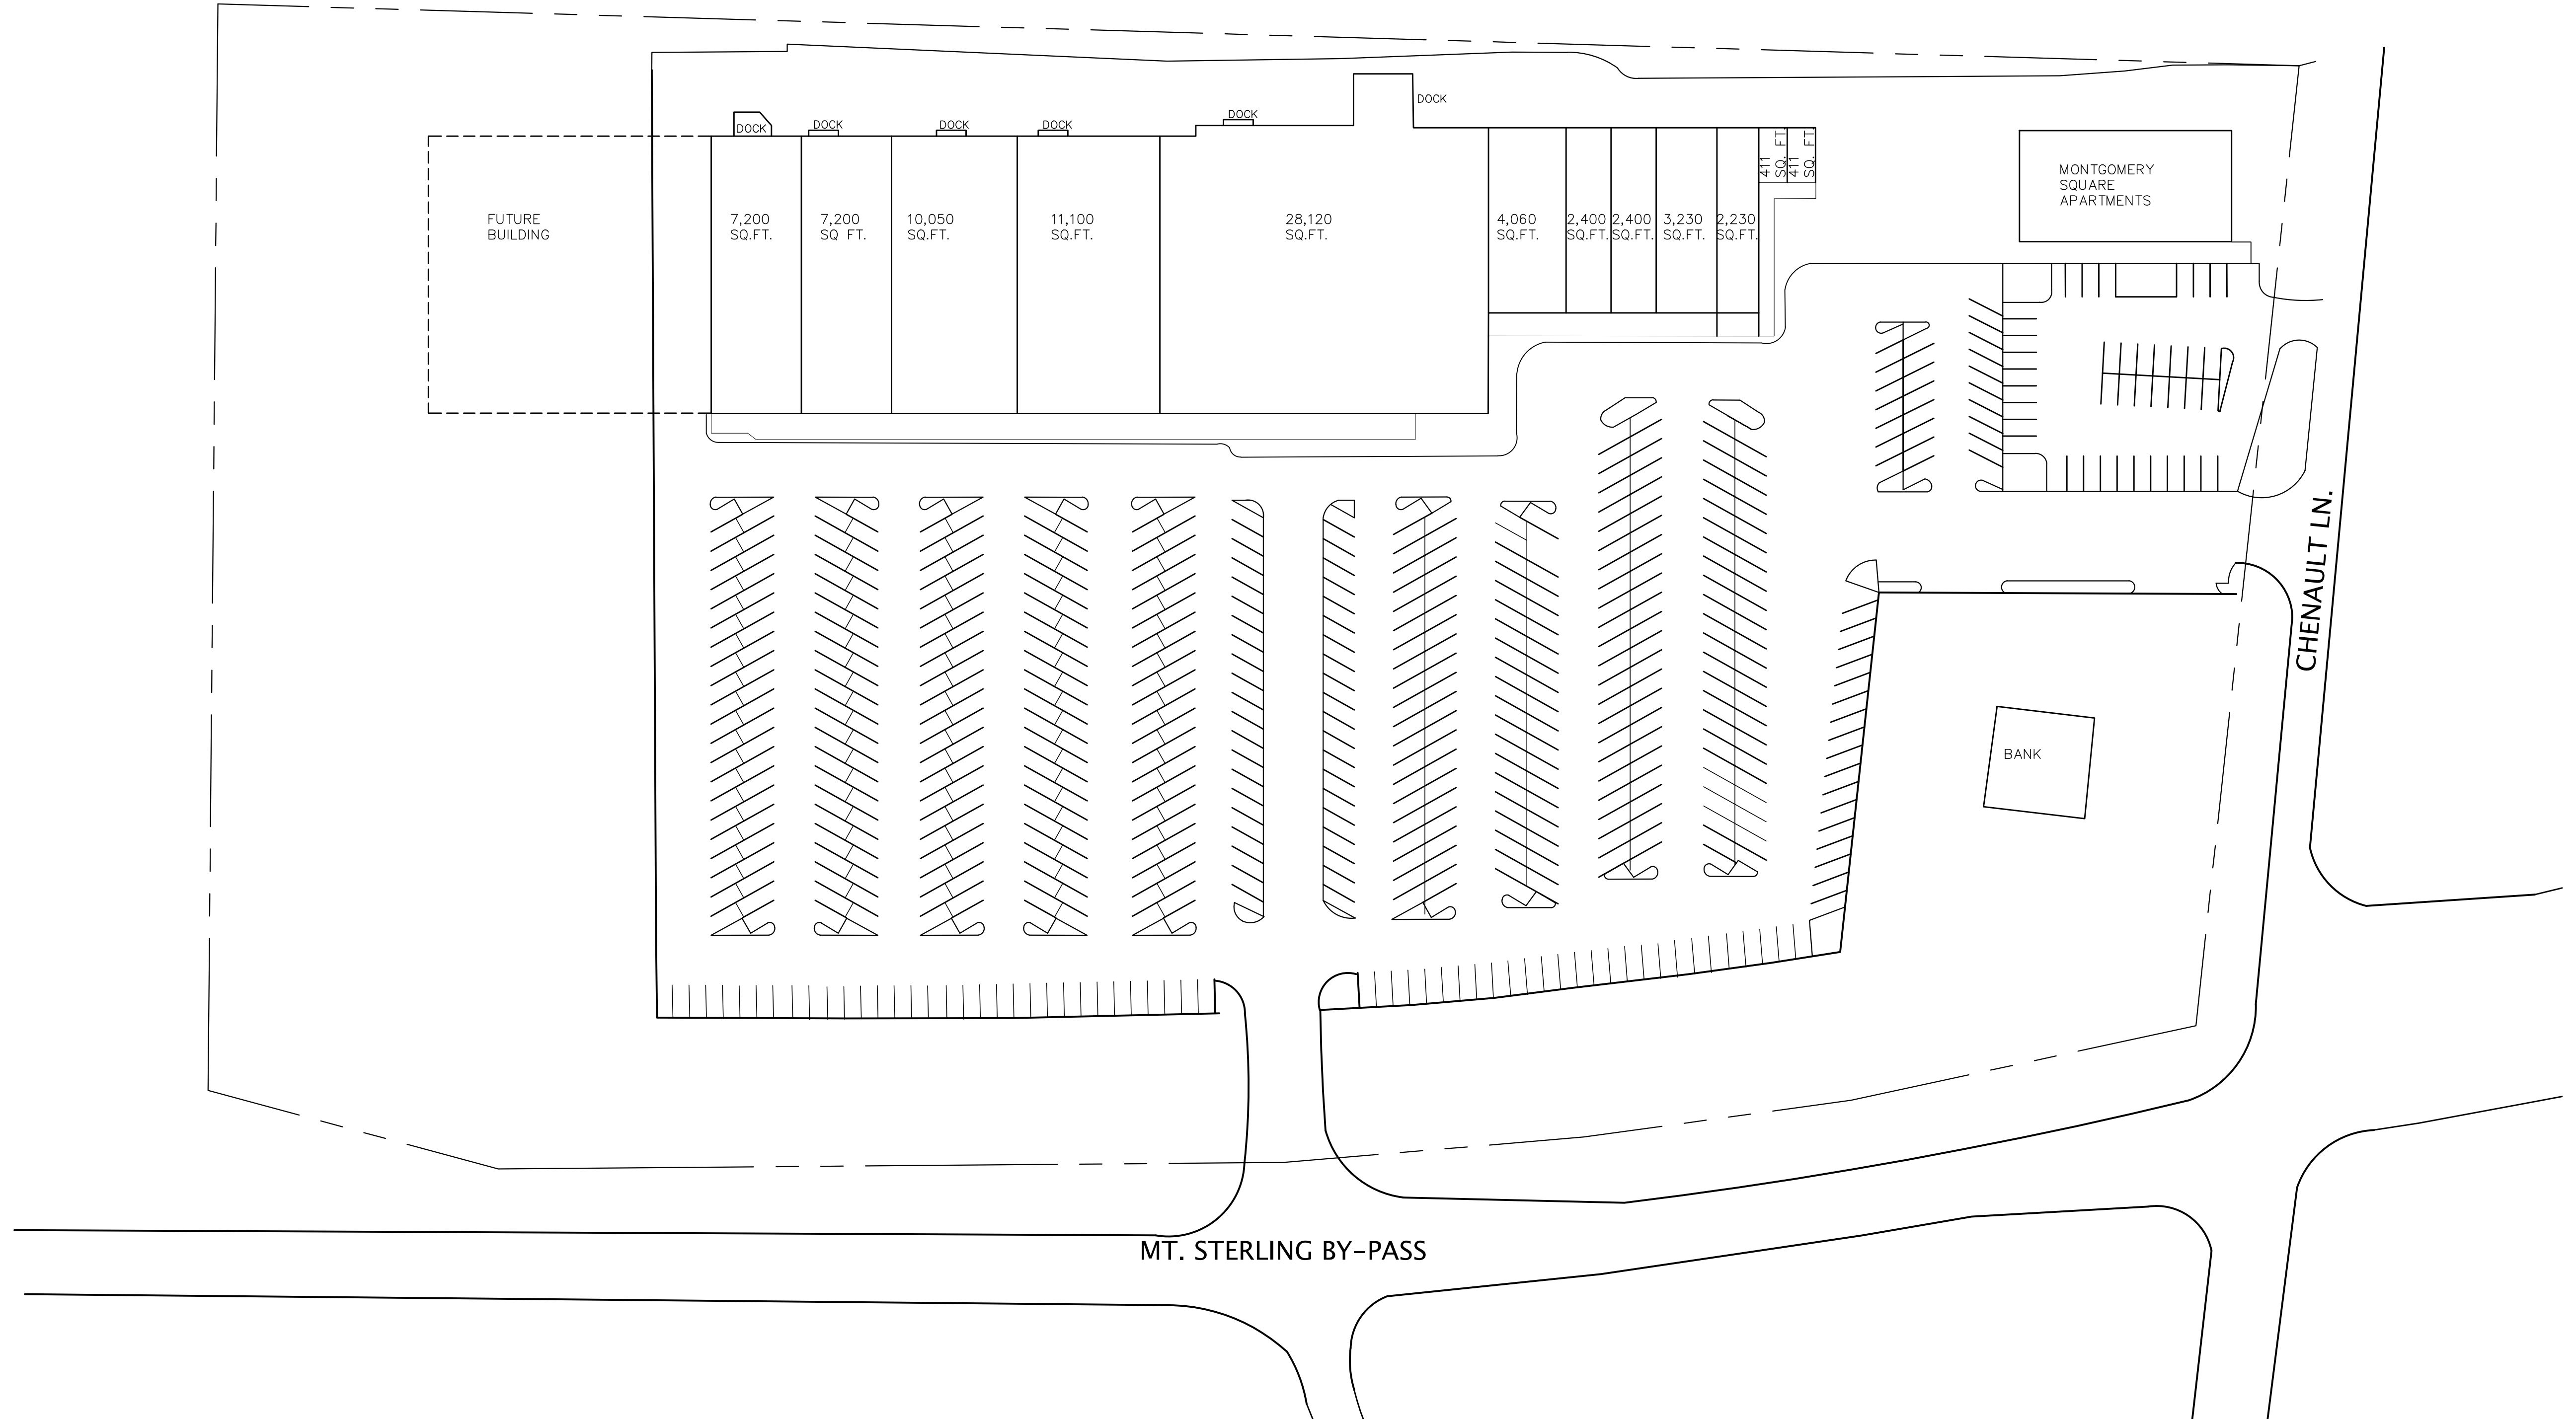 DOCK
DOCK
DOCK
DOCK
DOCK
DOCK
FUTURE
BUILDING
7,200
SQ.FT.
7,200
SQ FT.
10,050
SQ.FT.
11,100
SQ.FT.
28,120
SQ.FT.
4,060
SQ.FT.
2,400
SQ.FT.
2,400
SQ.FT.
3,230
SQ.FT.
2,230
SQ.FT.
411
SQ. FT.
411
SQ. FT.
MONTGOMERY
SQUARE
APARTMENTS
CHENAULT LN.
BANK
MT. STERLING BY-PASS